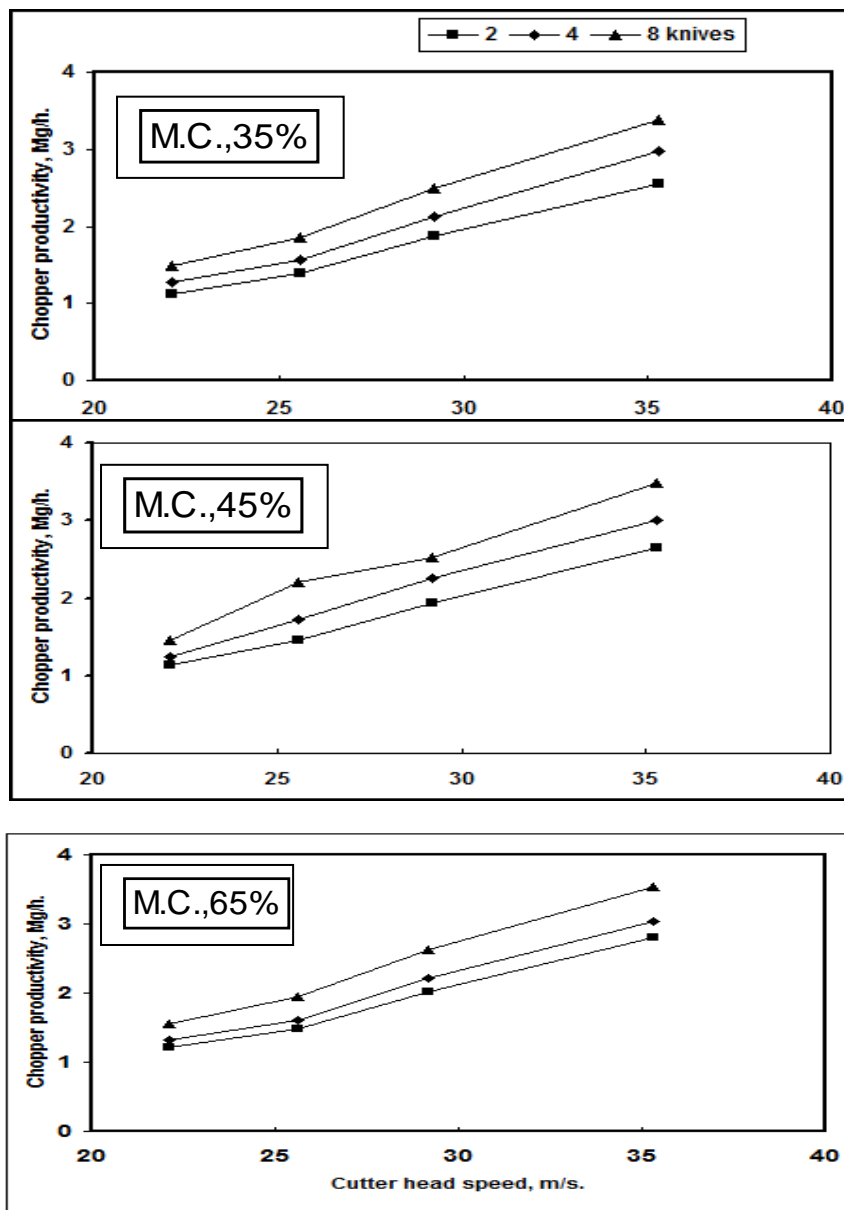 2 4 8 knives
4
M.C.,35%
3
Chopper productivity, Mg/h.
2
1
0
20 25 30 35 40
4
M.C.,45%
3
Chopper productivity, Mg/h.
2
1
0
20 25 30 35 40
4
M.C.,65%
3
Chopper productivity, Mg/h.
2
1
0
20 25 30 35 40
Cutter head speed, m/s.